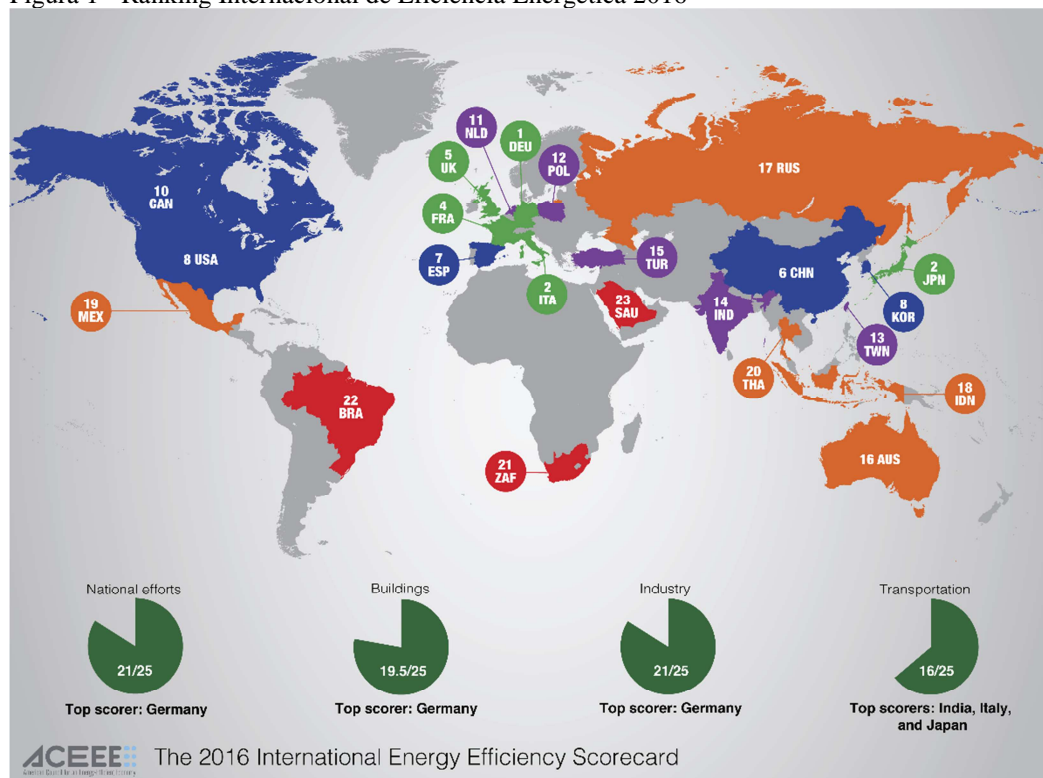 Figura 1 - Ranking Internacional de Eficiência Energética 2016
11
NLD
1
DEU
5
UK
12
POL
17 RUS
10
CAN
4
FRA
8 USA
7
ESP
15
TUR
6 CHN
2
JPN
2
ITA
23
SAU
14
IND
8
KOR
19
MEX
13
TWN
20
THA
18
IDN
22
BRA
16 AUS
21
ZAF
National efforts
21/25
Top scorer: Germany
Buildings
19.5/25
Top scorer: Germany
Industry
21/25
Top scorer: Germany
Transportation
16/25
Top scorers: India, Italy,
and Japan
ACEEE
The 2016 International Energy Efficiency Scorecard